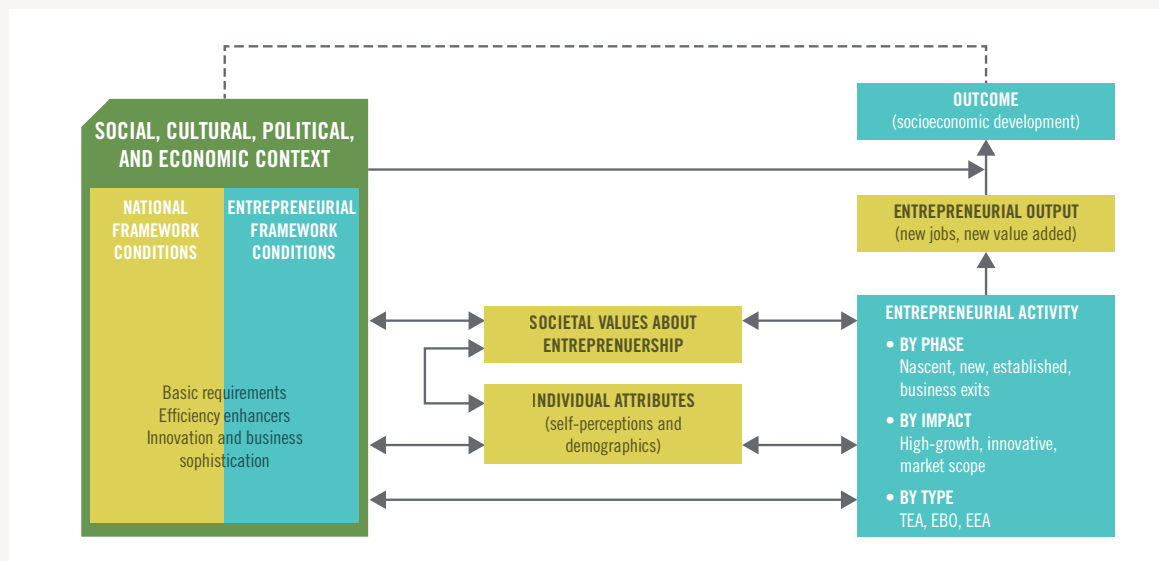 SOCIAL, CULTURAL, POLITICAL,
AND ECONOMIC CONTEXT
NATIONAL
FRAMEWORK
CONDITIONS
ENTREPRENEURIAL
FRAMEWORK
CONDITIONS
Basic requirements
Efficiency enhancers
Innovation and business
sophistication
SOCIETAL VALUES ABOUT
ENTREPRENUERSHIP
INDIVIDUAL ATTRIBUTES
(self-perceptions and
demographics)
OUTCOME
(socioeconomic development)
ENTREPRENEURIAL OUTPUT
(new jobs, new value added)
ENTREPRENEURIAL ACTIVITY
• BY PHASE
Nascent, new, established,
business exits
• BY IMPACT
High-growth, innovative,
market scope
• BY TYPE
TEA, EBO, EEA